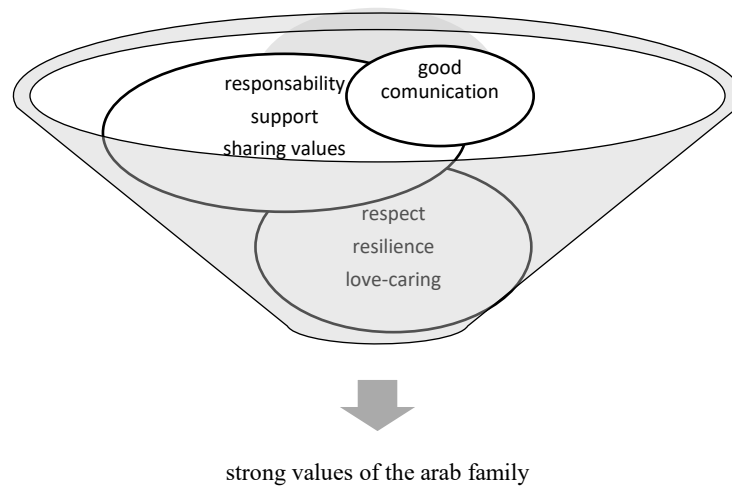 responsability
support
sharing values
good
comunication
respect
resilience
love-caring
strong values of the arab family